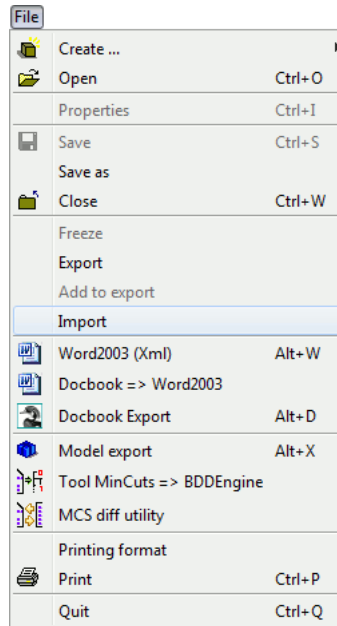 File
Create ...
Open Ctrl+O
Properties Ctrl+I
Save Ctrl+S
Save as
Close Ctrl+W
Freeze
Export
Add to export
Import
Word2003 (Xml) Alt+W
Docbook => Word2003
Docbook Export Alt+D
Model export Alt+X
Tool MinCuts => BDDEngine
MCS diff utility
Printing format
Print Ctrl+P
Quit Ctrl+Q